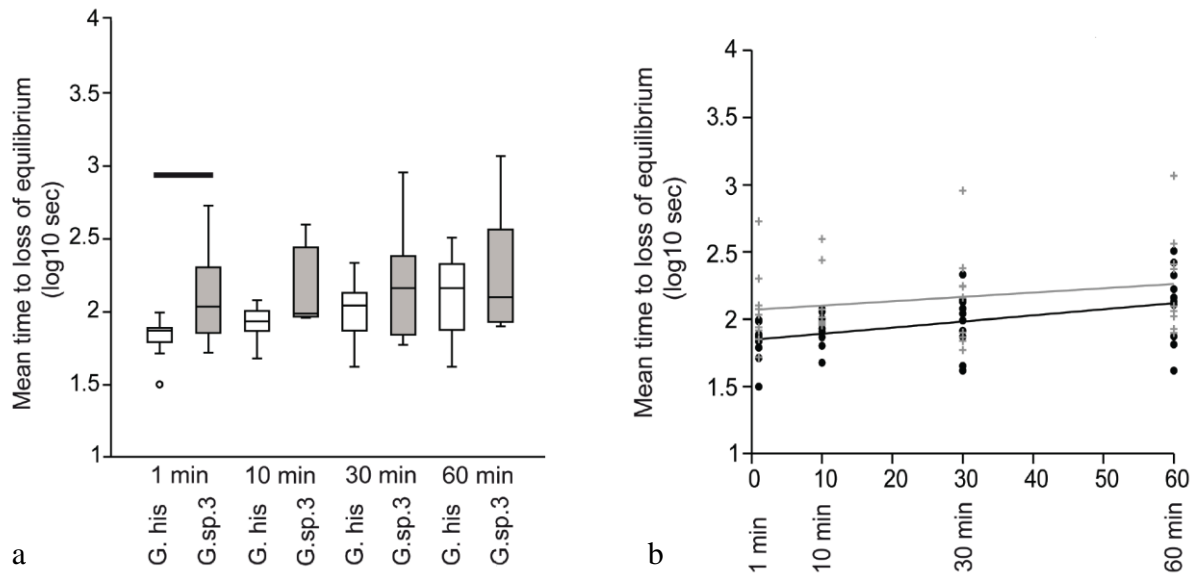 Mean time to loss of equilibrium
(log10 sec)
4
3.5
3
2.5
2
1.5
1
1 min 10 min 30 min 60 min
G. his
G.sp.3
G. his
G.sp.3
G. his
G.sp.3
G. his
G.sp.3
a
Mean time to loss of equilibrium
(log10 sec)
4
3.5
3
2.5
2
1.5
1
0 10 20 30 40 50 60
1 min
10 min
30 min
60 min
b